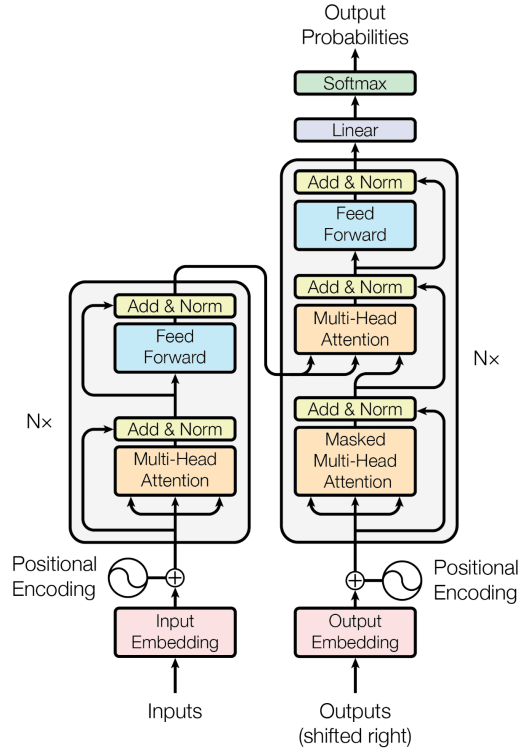 Output
Probabilities
Softmax
Linear
Add & Norm
Feed
Forward
Add & Norm
Multi-Head
Attention
Add & Norm
Masked
Multi-Head
Attention
N×
Add & Norm
Feed
Forward
Add & Norm
Multi-Head
Attention
N×
Positional
Encoding
Positional
Encoding
Input
Embedding
Output
Embedding
Inputs
Outputs
(shifted right)